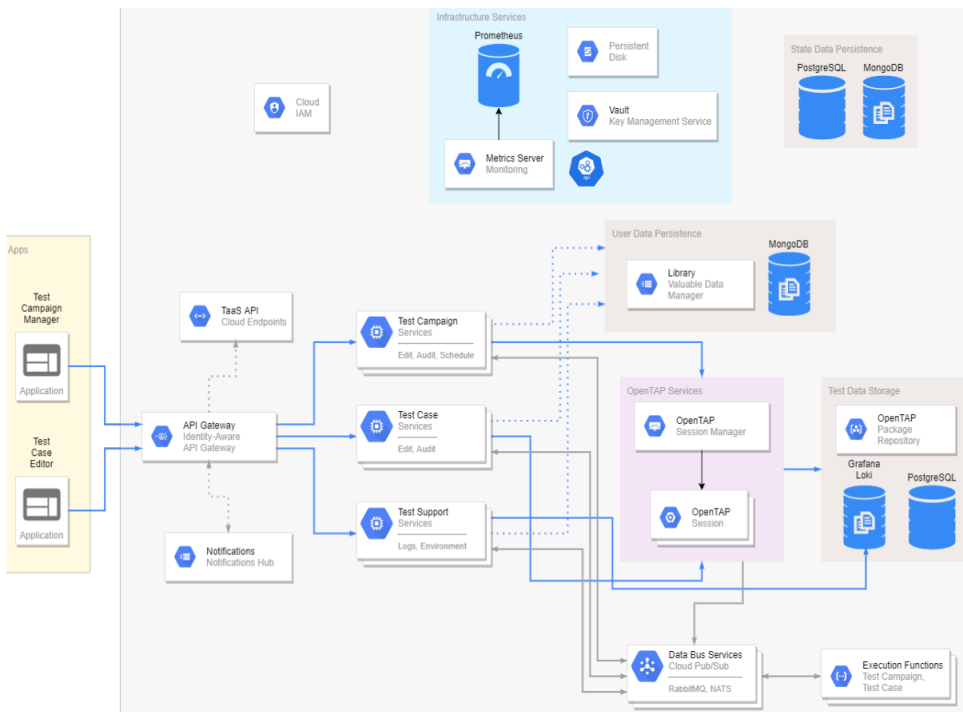 Infrastructure Services
Prometheus
Persistent
Disk
Vault
Key Management Service
Metrics Server
Monitoring
API
State Data Persistence
PostgreSQL
MongoDB
Cloud
IAM
Apps
Test
Campaign
Manager
Application
Test
Case
Editor
Application
TaaS API
Cloud Endpoints
API Gateway
Identity-Aware
API Gateway
Notifications
Notifications Hub
Test Campaign
Services
Edit, Audit, Schedule
Test Case
Services
Edit, Audit
Test Support
Services
Logs, Environment
User Data Persistence
Library
Valuable Data
Manager
MongoDB
OpenTAP Services
OpenTAP
Session Manager
OpenTAP
Session
Test Data Storage
OpenTAP
Package
Repository
Grafana
Loki
PostgreSQL
Data Bus Services
Cloud Pub/Sub
RabbitMQ, NATS
Execution Functions
Test Campaign,
Test Case